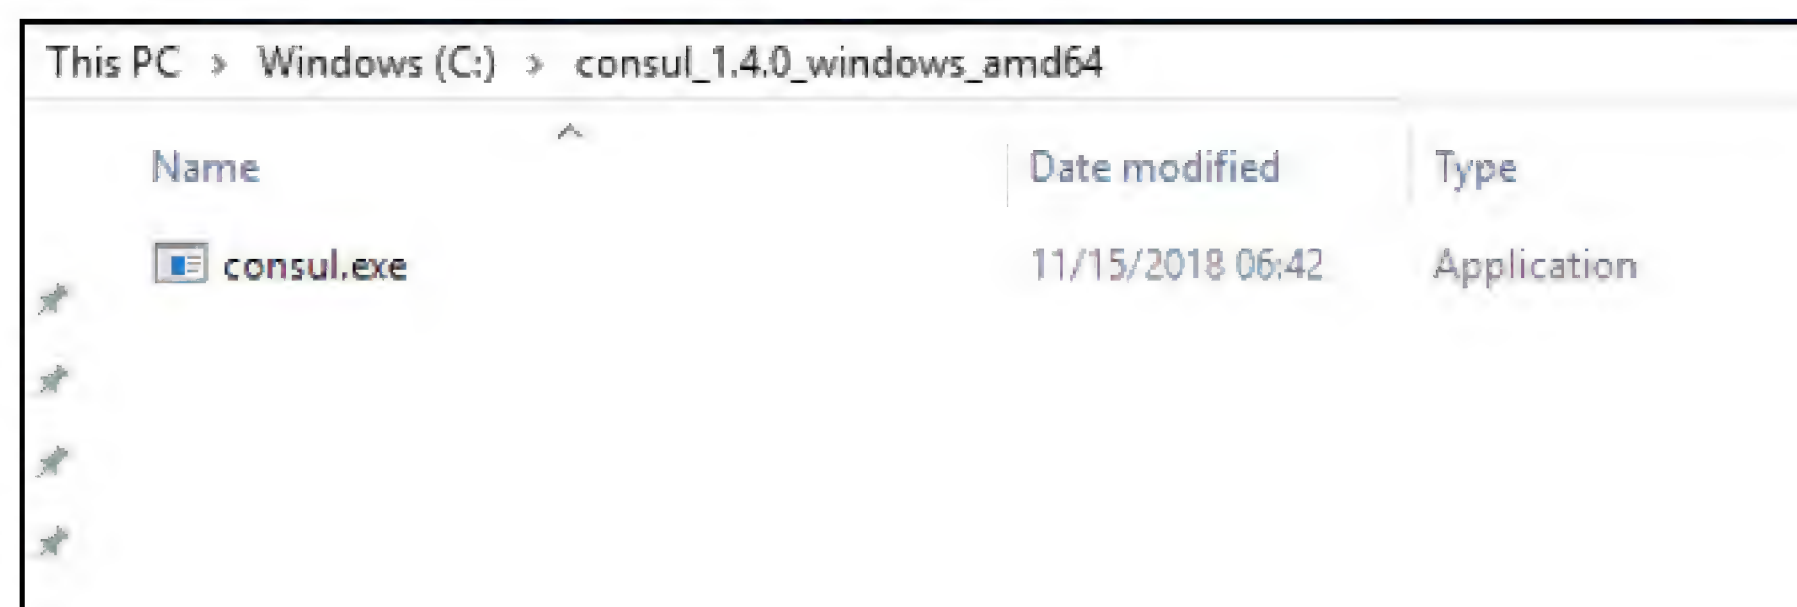 This PC > Windows (C:) > consul_1.4.0_windows_amd64
Name Date modified Type
consul.exe 11/15/2018 06:42 Application